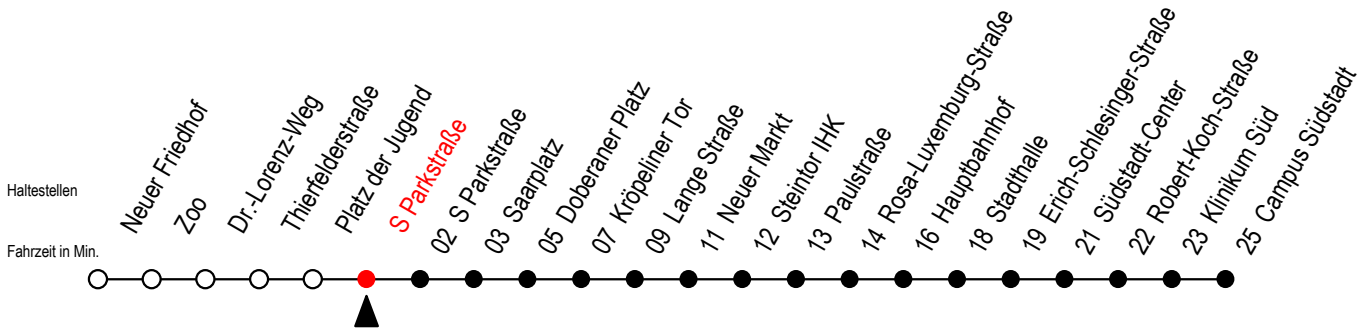 Haltestellen
Fahrzeit in Min.
Neuer Friedhof
Zoo
Dr.-Lorenz-Weg
Thierfelderstraße
Platz der Jugend
S Parkstraße
02 S Parkstraße
03 Saarplatz
05 Doberaner Platz
07 Kröpeliner Tor
09 Lange Straße
11 Neuer Markt
12 Steintor IHK
13 Paulstraße
14 Rosa-Luxemburg-Straße
16 Hauptbahnhof
18 Stadthalle
19 Erich-Schlesinger-Straße
21 Südstadt-Center
22 Robert-Koch-Straße
23 Klinikum Süd
25 Campus Südstadt